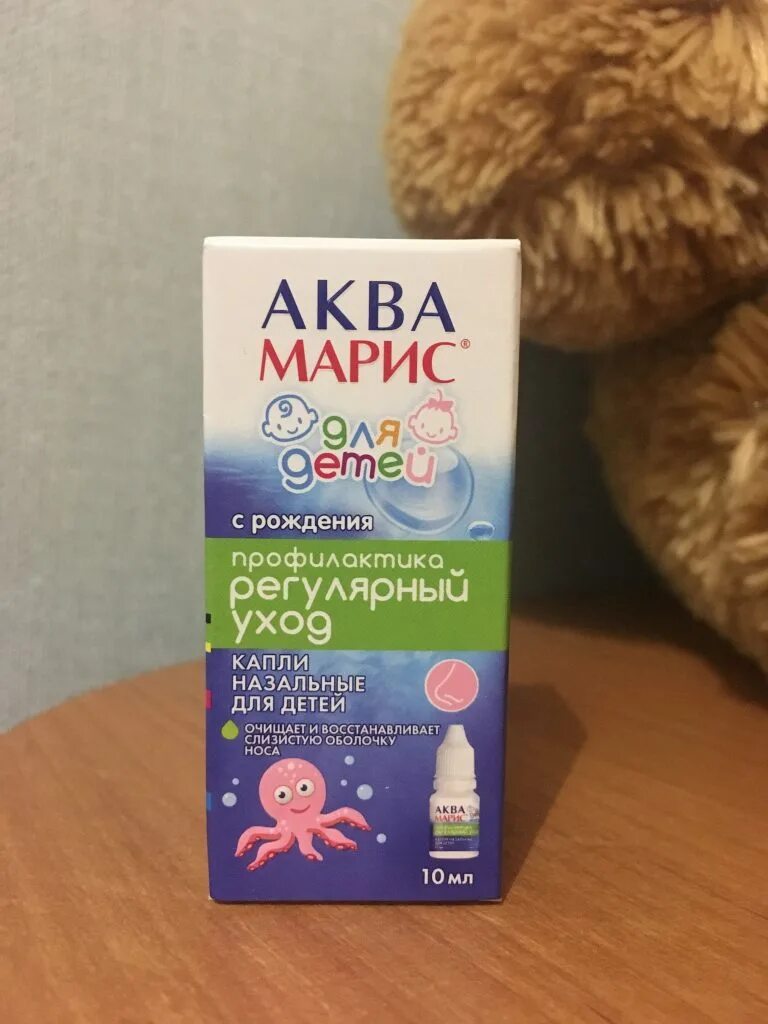 АКВА
МАРИС®
для
детей
с рождения
профилактика
регулярный
уход
КАПЛИ
НАЗАЛЬНЫЕ
ДЛЯ ДЕТЕЙ
ОЧИЩАЕТ И ВОССТАНАВЛИВАЕТ
СЛИЗИСТУЮ ОБОЛОЧКУ
НОСА
АКВА
МАРИС
10 мл